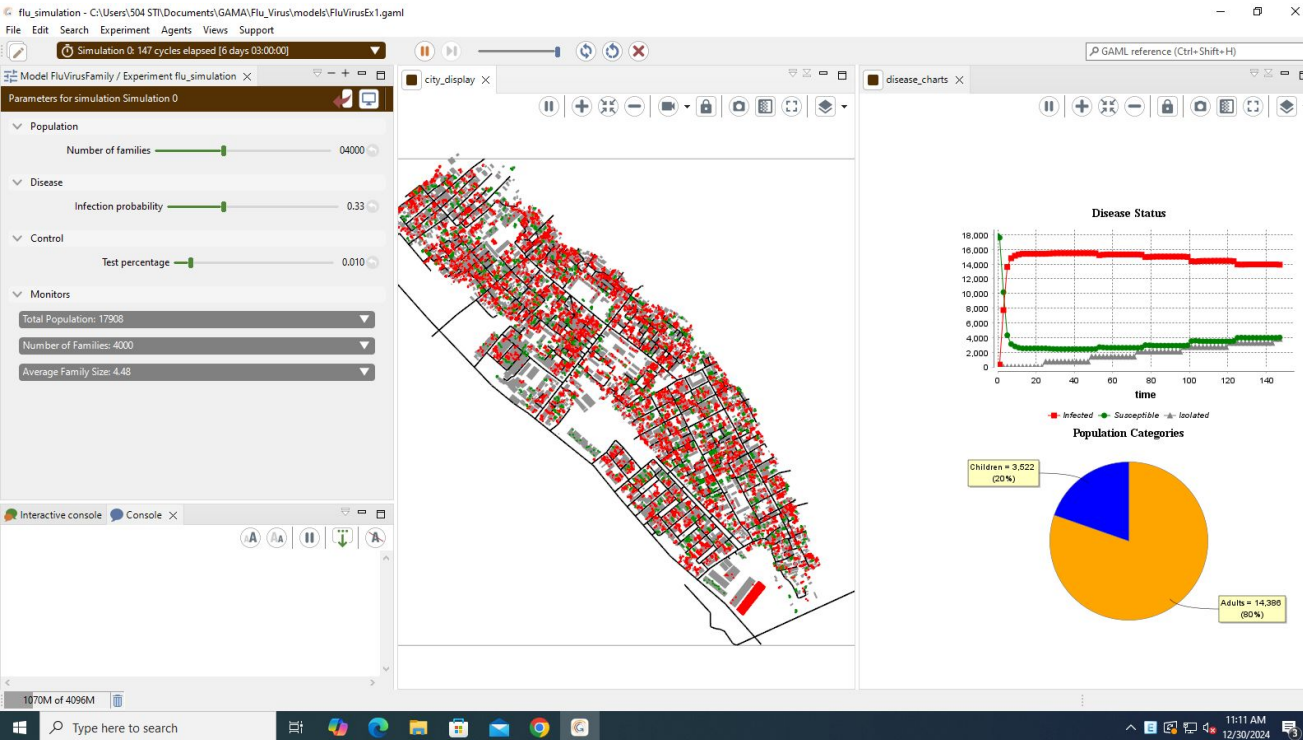 flu_simulation - C:\Users\504 STI\Documents\GAMA\Flu_Virus\models\FluVirusEx1.gaml
File Edit Search Experiment Agents Views Support
Simulation 0: 147 cycles elapsed [6 days 03:00:00]
GAML reference (Ctrl+Shift+H)
Model FluVirusFamily / Experiment flu_simulation
Parameters for simulation Simulation 0
Population
Number of families 04000
Disease
Infection probability 0.33
Control
Test percentage 0.010
Monitors
Total Population: 17908
Number of Families: 4000
Average Family Size: 4.48
Interactive console Console
AA AA A
1070M of 4096M
city_display
disease_charts
Disease Status
18,000
16,000
14,000
12,000
10,000
8,000
6,000
4,000
2,000
0
0 20 40 60 80 100 120 140
time
Infected Susceptible Isolated
Population Categories
Children = 3,522
(20%)
Adults = 14,386
(80%)
Type here to search
11:11 AM
12/30/2024
3